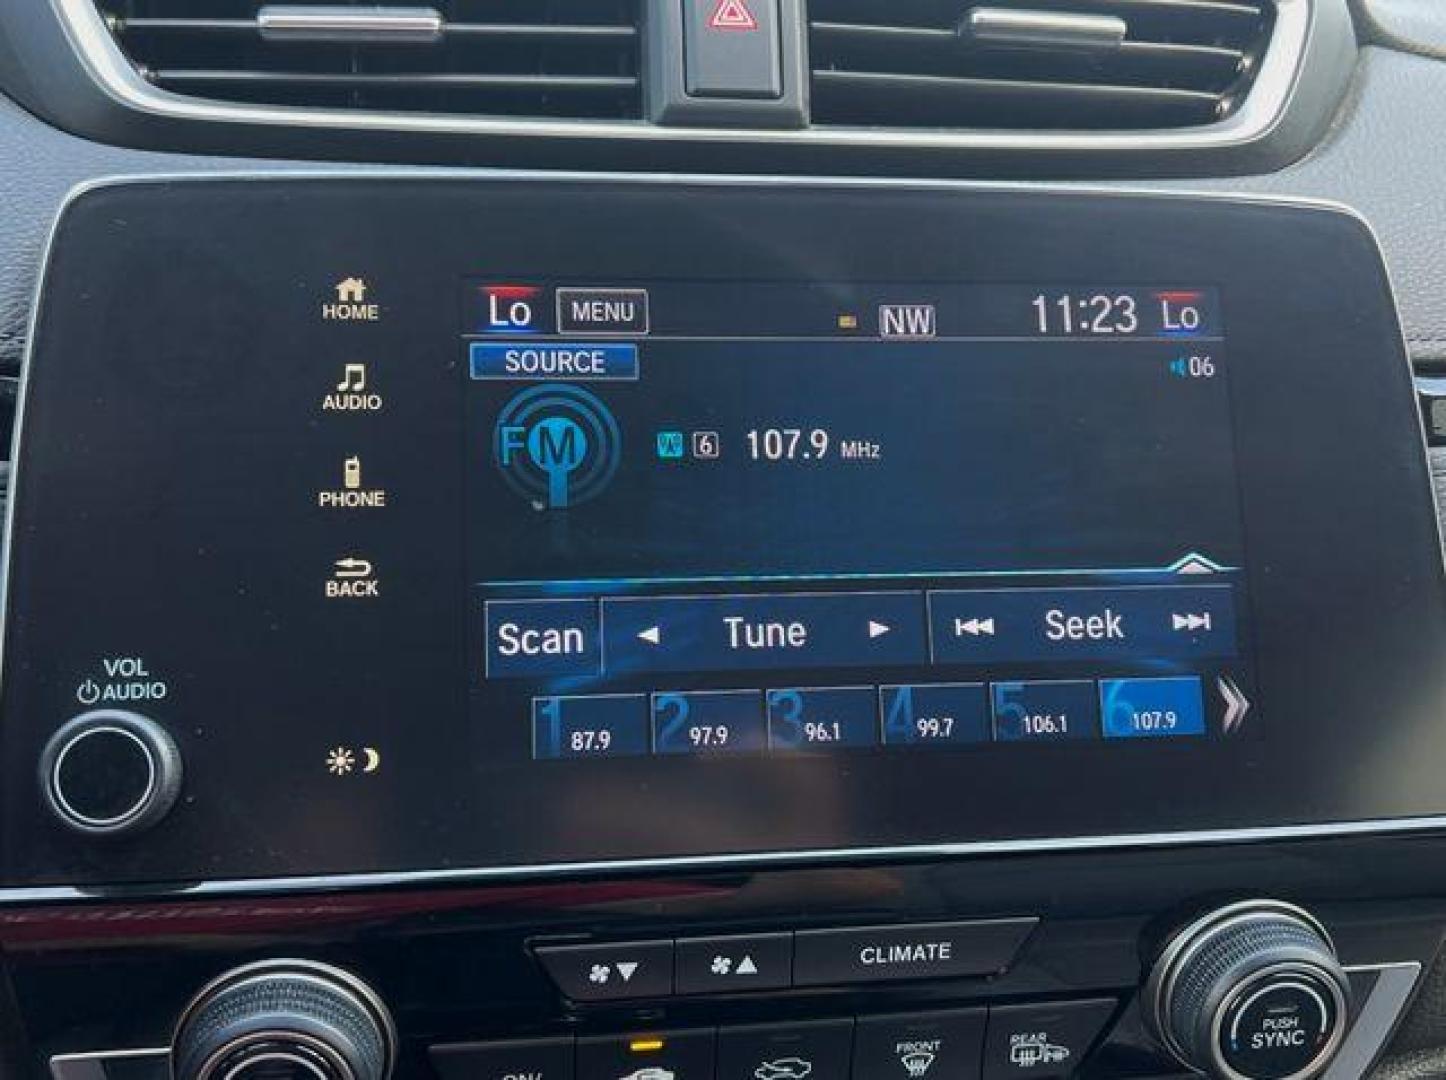 HOME
AUDIO
PHONE
BACK
VOL
AUDIO
Lo MENU NW 11:23 Lo
SOURCE 06
FM 6 107.9 MHz
Scan Tune Seek
1 87.9 2 97.9 3 96.1 4 99.7 5 106.1 6 107.9
CLIMATE
ON/
FRONT
REAR
PUSH
SYNC